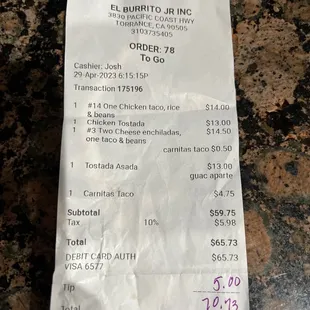 EL BURRITO JR INC
3830 PACIFIC COAST HWY
TORRANCE, CA 90505
3103735405
ORDER: 78
To Go
Cashier: Josh
29-Apr-2023 6:15:15P
Transaction 175196
1 #14 One Chicken taco, rice $14.00
& beans
1 Chicken Tostada $13.00
1 #3 Two Cheese enchiladas, $14.50
one taco & beans
carnitas taco $0.50
1 Tostada Asada $13.00
guac aparte
1 Carnitas Taco $4.75
Subtotal $59.75
Tax 10% $5.98
Total $65.73
DEBIT CARD AUTH $65.73
VISA 6577
Tip 5.00
Total 70.73